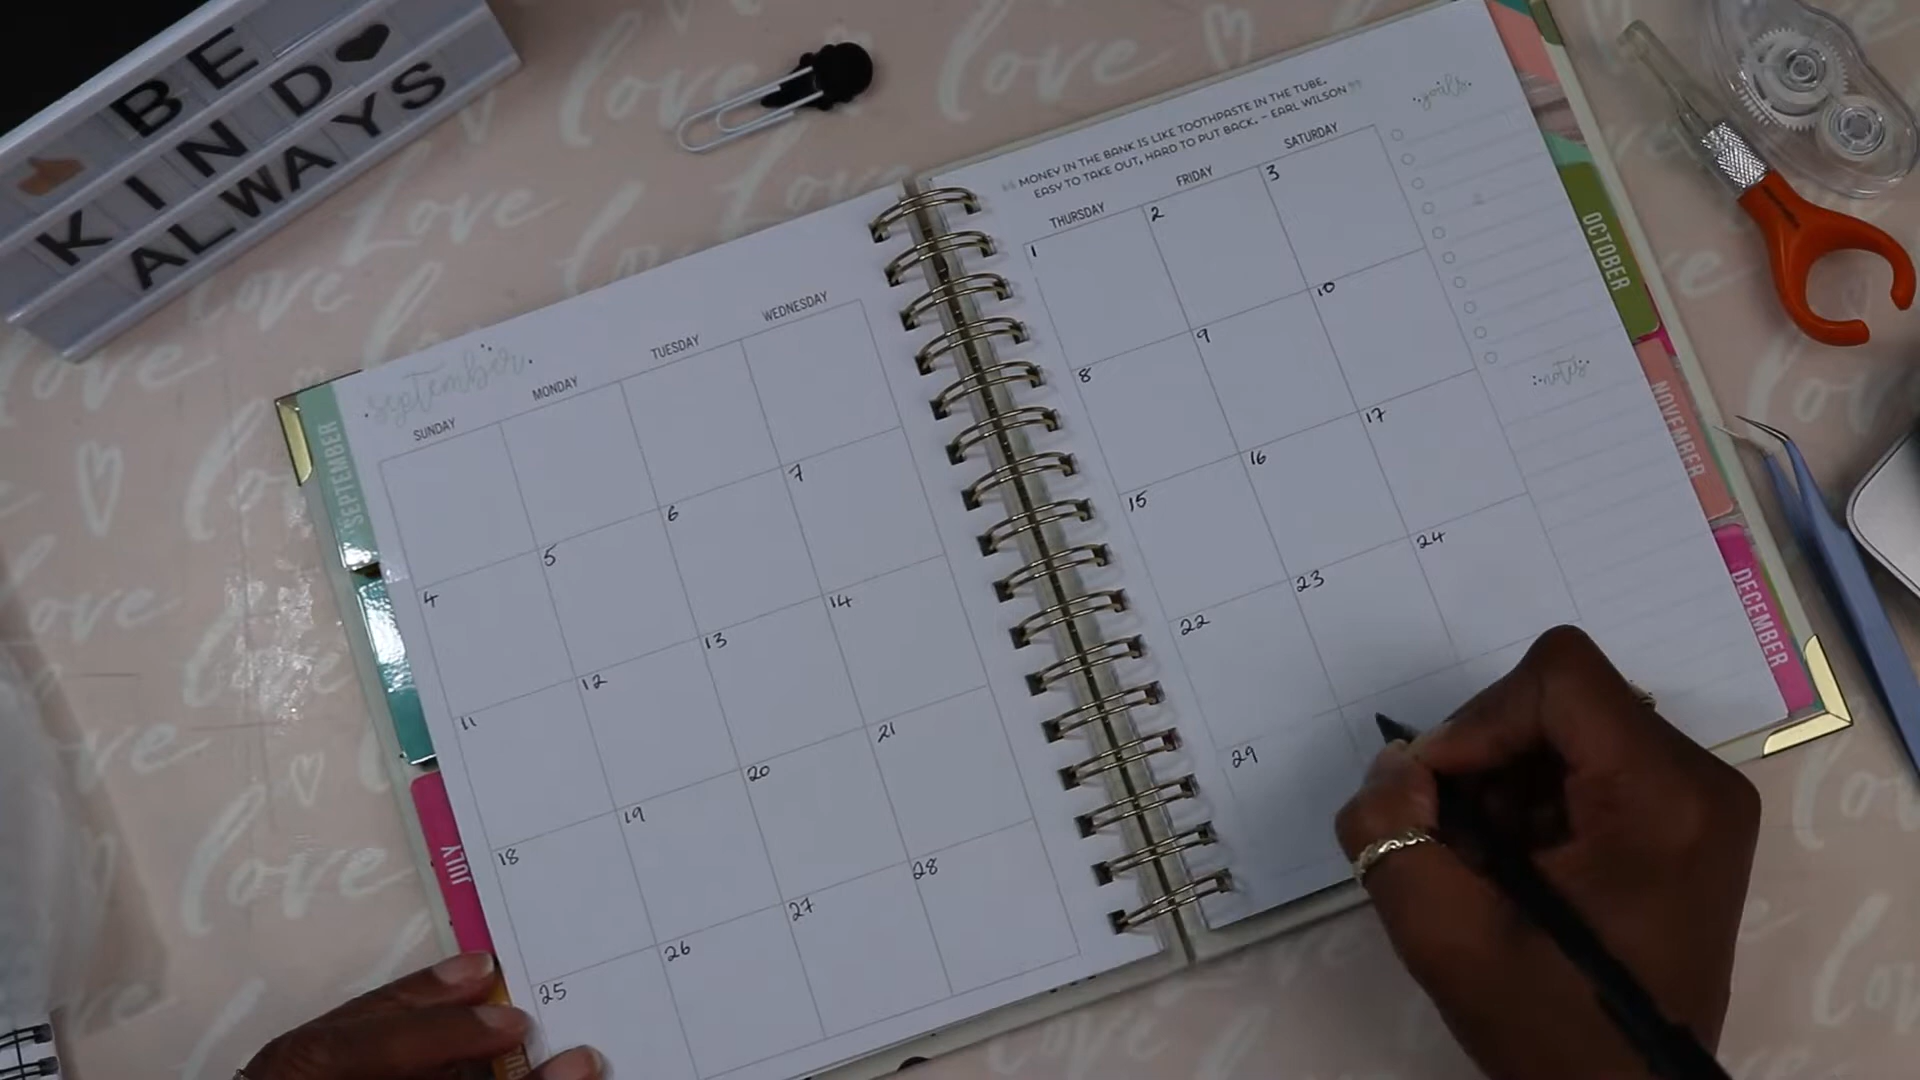 BE
KIND
ALWAYS
love
"MONEY IN THE BANK IS LIKE TOOTHPASTE IN THE TUBE.
EASY TO TAKE OUT, HARD TO PUT BACK. - EARL WILSON"
september
SUNDAY MONDAY TUESDAY WEDNESDAY THURSDAY FRIDAY SATURDAY
1 2 3
4 5 6 7 8 9 10
11 12 13 14 15 16 17
18 19 20 21 22 23 24
25 26 27 28 29
goals
notes
SEPTEMBER
JULY
OCTOBER
NOVEMBER
DECEMBER